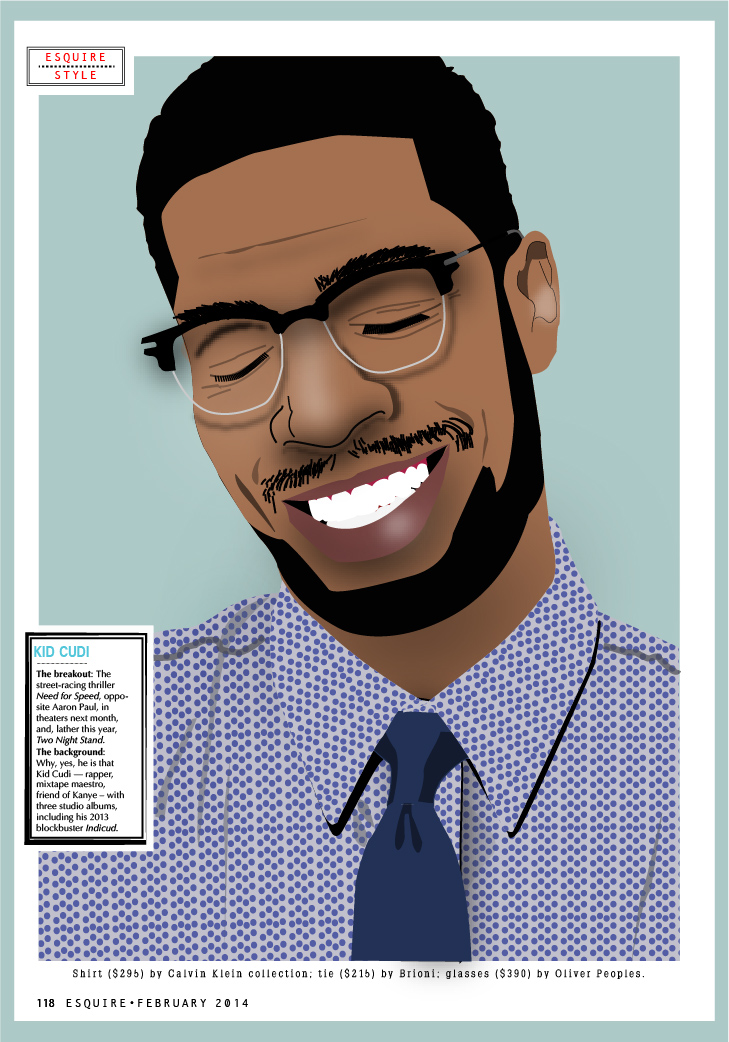 ESQUIRE
STYLE
KID CUDI
The breakout: The
street-racing thriller
Need for Speed, oppo-
site Aaron Paul, in
theaters next month,
and, lather this year,
Two Night Stand.
The background:
Why, yes, he is that
Kid Cudi — rapper,
mixtape maestro,
friend of Kanye – with
three studio albums,
including his 2013
blockbuster Indicud.
Shirt ($295) by Calvin Klein collection; tie ($215) by Brioni; glasses ($390) by Oliver Peoples.
118 ESQUIRE•FEBRUARY 2014